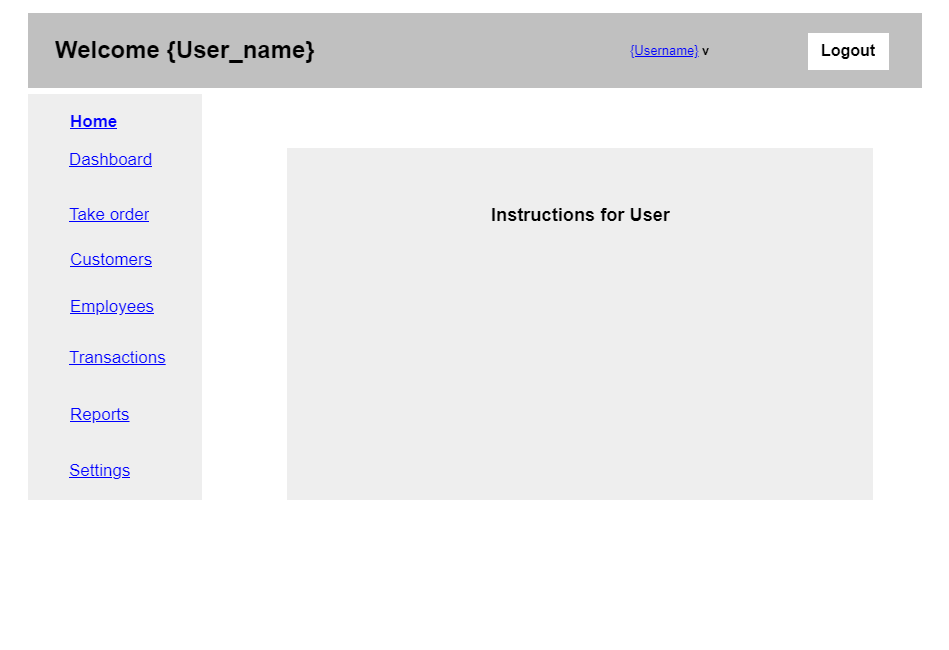 Welcome {User_name}
{Username} v
Logout
Home
Dashboard
Take order
Customers
Employees
Transactions
Reports
Settings
Instructions for User